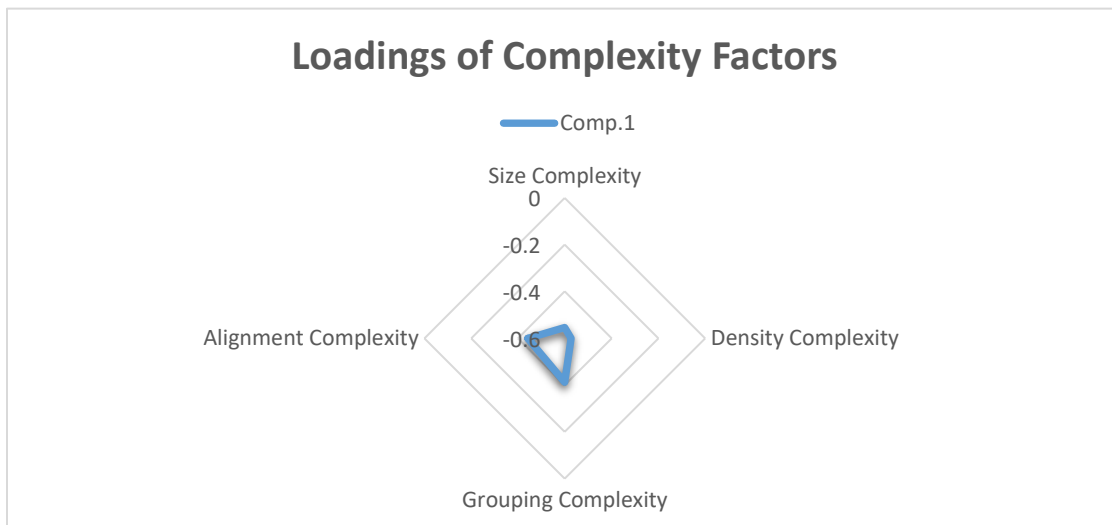 Loadings of Complexity Factors
Comp.1
Size Complexity
0
-0.2
-0.4
Alignment Complexity
-0.6
Density Complexity
Grouping Complexity